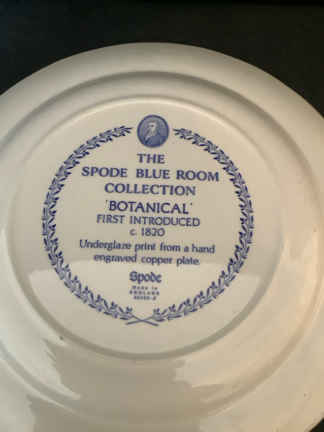 THE
SPODE BLUE ROOM
COLLECTION
'BOTANICAL'
FIRST INTRODUCED
c. 1820
Underglaze print from a hand
engraved copper plate.
Spode
MADE IN
ENGLAND